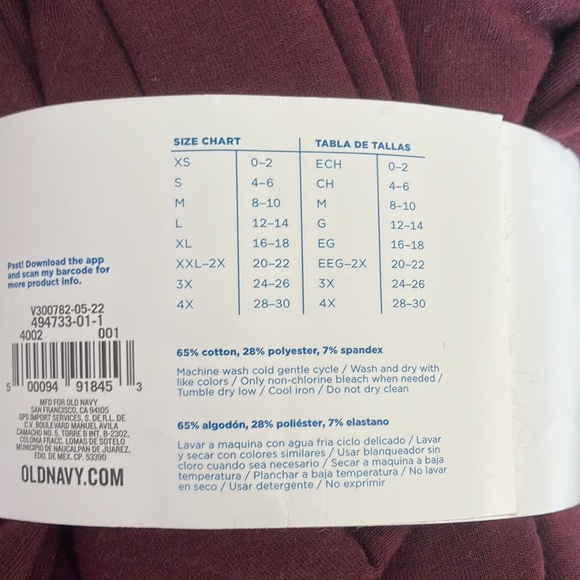 SIZE CHART TABLA DE TALLAS
XS 0–2 ECH 0–2
S 4–6 CH 4–6
M 8–10 M 8–10
L 12–14 G 12–14
XL 16–18 EG 16–18
XXL–2X 20–22 EEG–2X 20–22
3X 24–26 3X 24–26
4X 28–30 4X 28–30
Psst! Download the app
and scan my barcode for
more product info.
V300782-05-22
494733-01-1
4002 001
5 00094 91845 3
MFD FOR OLD NAVY
SAN FRANCISCO, CA 94105
GPS IMPORT SERVICES, S. DE R.L. DE
C.V. BOULEVARD MANUEL ÁVILA
CAMACHO NO. 5, TORRE B INT. B-2302,
COLONIA FRACC. LOMAS DE SOTELO
MUNICIPIO DE NAUCALPAN DE JUAREZ,
EDO. DE MEX. CP. 53390
OLDNAVY.COM
65% cotton, 28% polyester, 7% spandex
Machine wash cold gentle cycle / Wash and dry with
like colors / Only non-chlorine bleach when needed /
Tumble dry low / Cool iron / Do not dry clean
65% algodón, 28% poliéster, 7% elastano
Lavar a maquina con agua fria ciclo delicado / Lavar
y secar con colores similares / Usar blanqueador sin
cloro cuando sea necesario / Secar a maquina a baja
temperatura / Planchar a baja temperatura / No lavar
en seco / Usar detergente / No exprimir